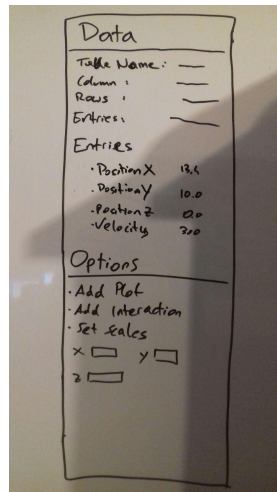 Data
Table Name:
Column :
Rows :
Entries:
Entries
· Position X 13.4
· Position Y 10.0
· Position Z 0.0
· Velocity 3.0
Options
· Add Plot
· Add Interaction
· Set Scales
X Y
Z